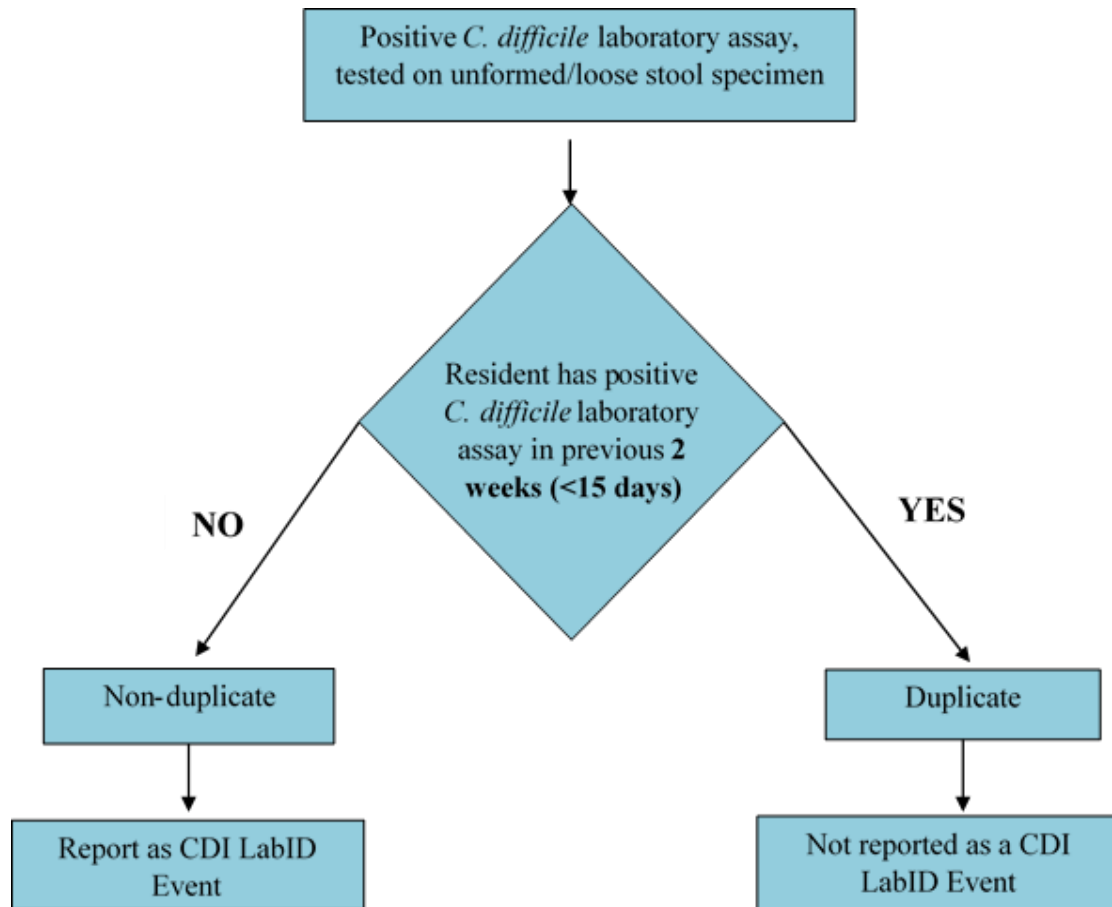 Positive C. difficile laboratory assay,
tested on unformed/loose stool specimen
Resident has positive
C. difficile laboratory
assay in previous 2
weeks (<15 days)
NO
YES
Non-duplicate
Duplicate
Report as CDI LabID
Event
Not reported as a CDI
LabID Event